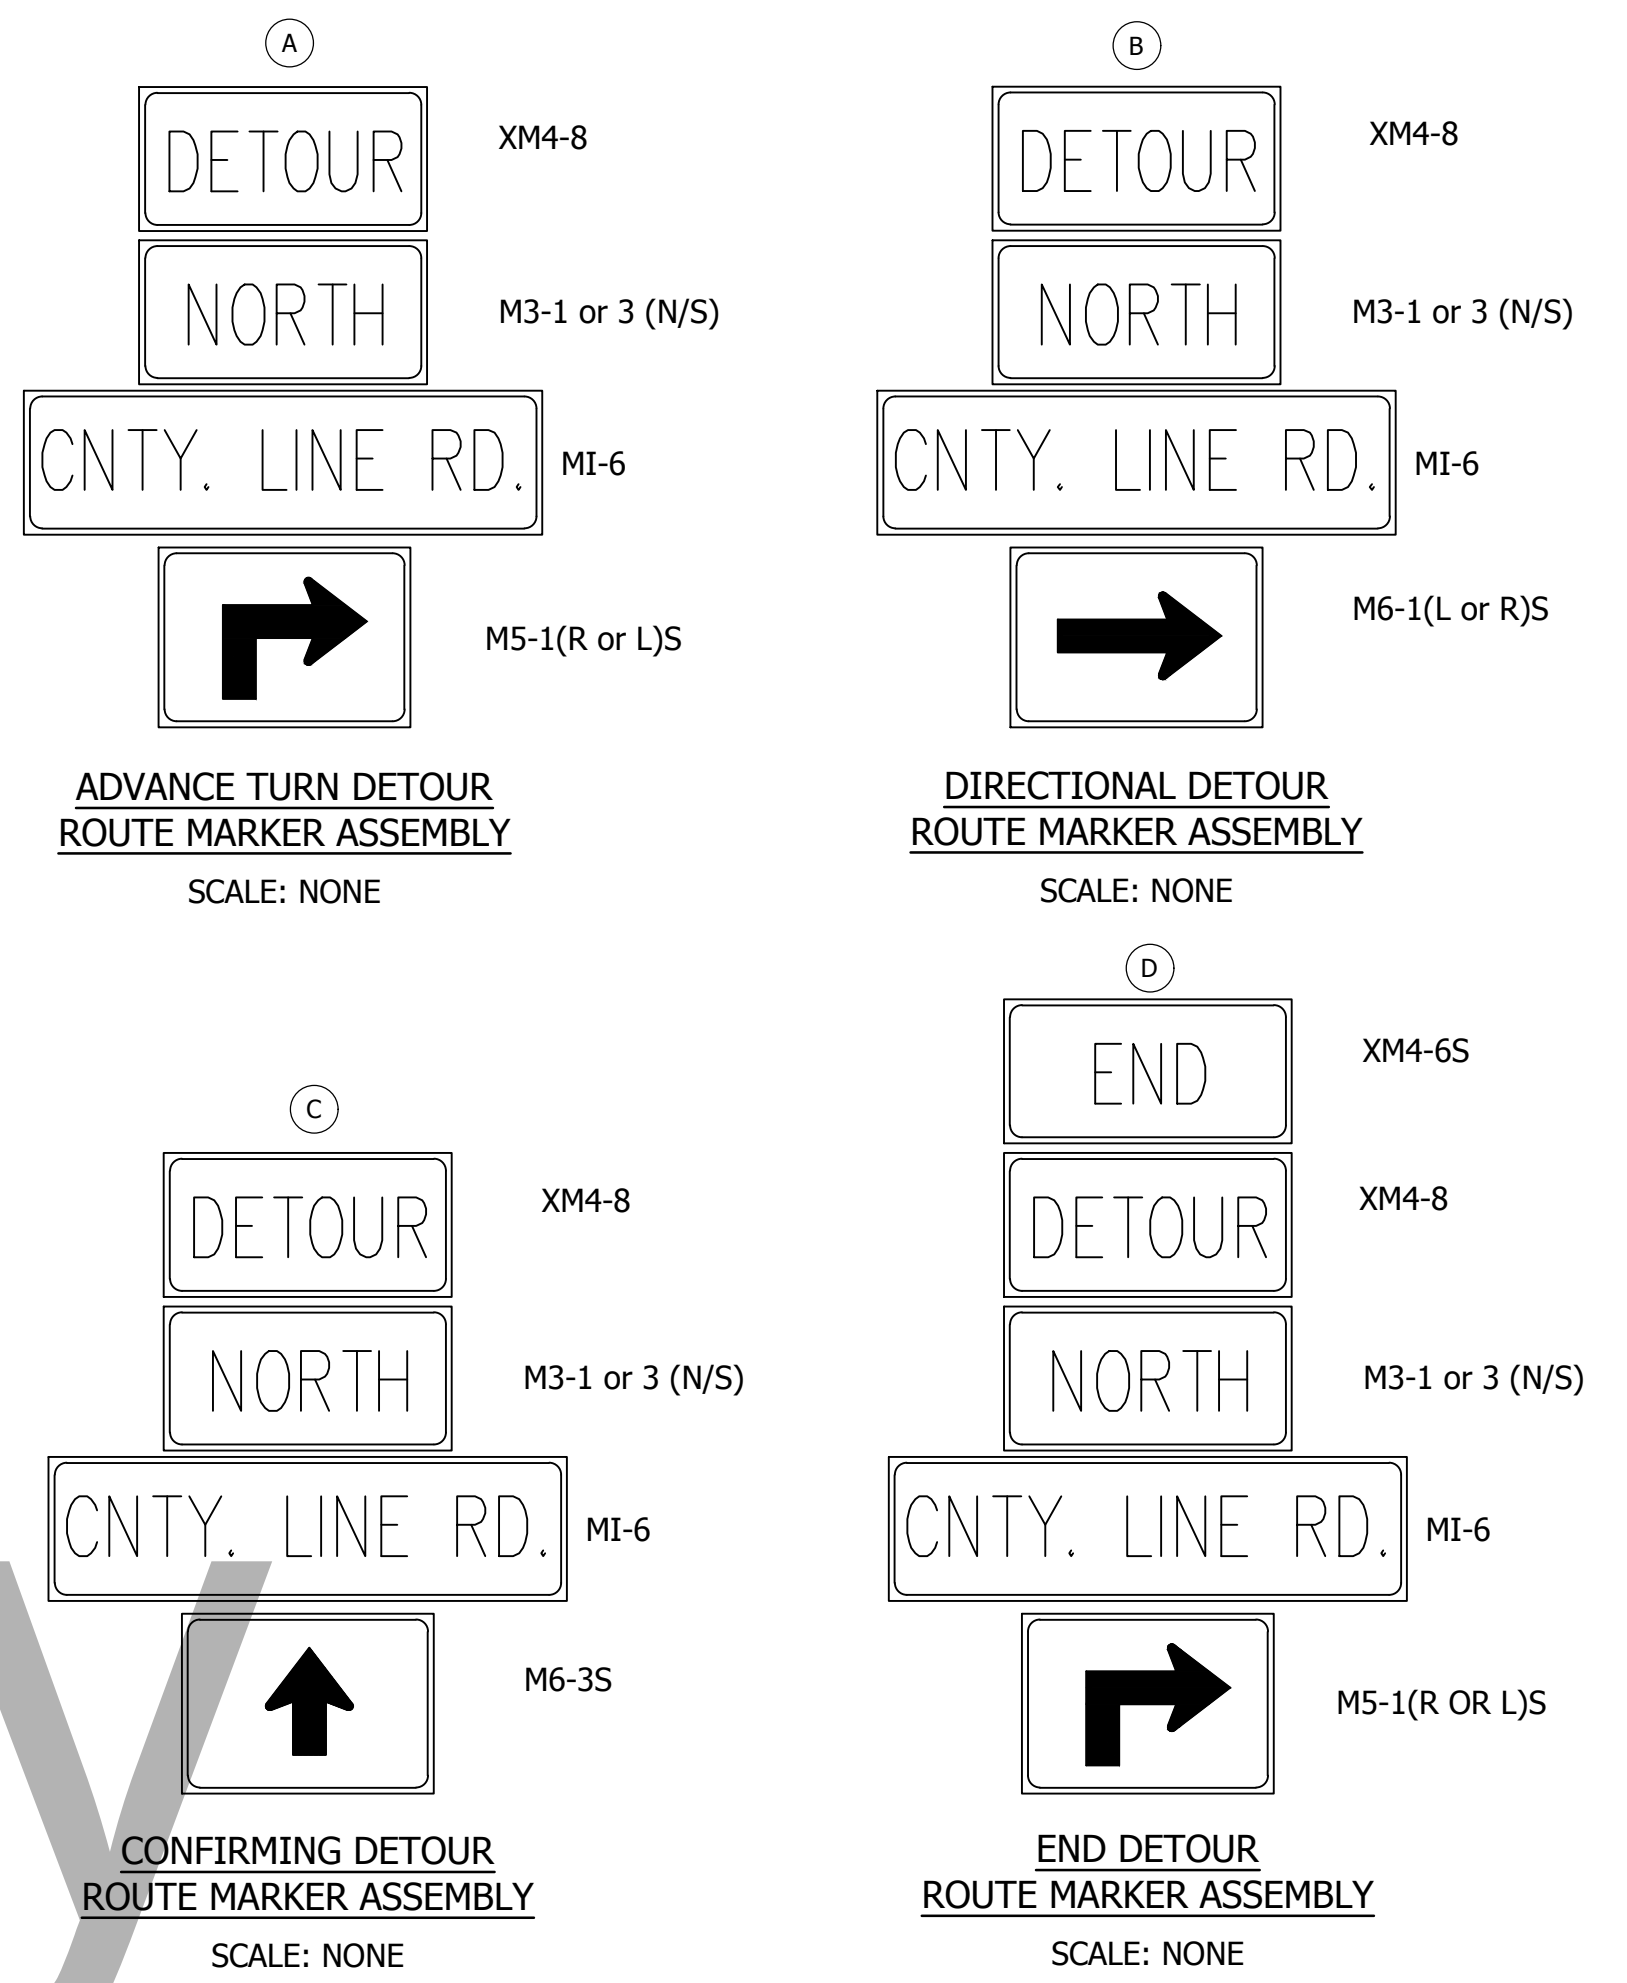 A
DETOUR XM4-8
NORTH M3-1 or 3 (N/S)
CNTY. LINE RD. MI-6
M5-1(R or L)S
ADVANCE TURN DETOUR
ROUTE MARKER ASSEMBLY
SCALE: NONE
B
DETOUR XM4-8
NORTH M3-1 or 3 (N/S)
CNTY. LINE RD. MI-6
M6-1(L or R)S
DIRECTIONAL DETOUR
ROUTE MARKER ASSEMBLY
SCALE: NONE
C
DETOUR XM4-8
NORTH M3-1 or 3 (N/S)
CNTY. LINE RD. MI-6
M6-3S
CONFIRMING DETOUR
ROUTE MARKER ASSEMBLY
SCALE: NONE
D
END XM4-6S
DETOUR XM4-8
NORTH M3-1 or 3 (N/S)
CNTY. LINE RD. MI-6
M5-1(R OR L)S
END DETOUR
ROUTE MARKER ASSEMBLY
SCALE: NONE
y